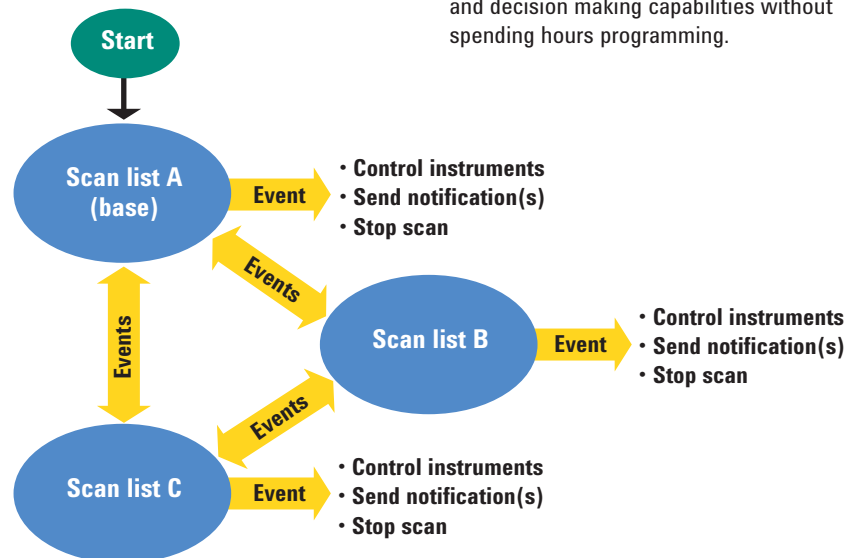 and decision making capabilities without
spending hours programming.
Start
Scan list A
(base)
Event
• Control instruments
• Send notification(s)
• Stop scan
Events
Events
Scan list B
Event
• Control instruments
• Send notification(s)
• Stop scan
Events
Scan list C
Event
• Control instruments
• Send notification(s)
• Stop scan